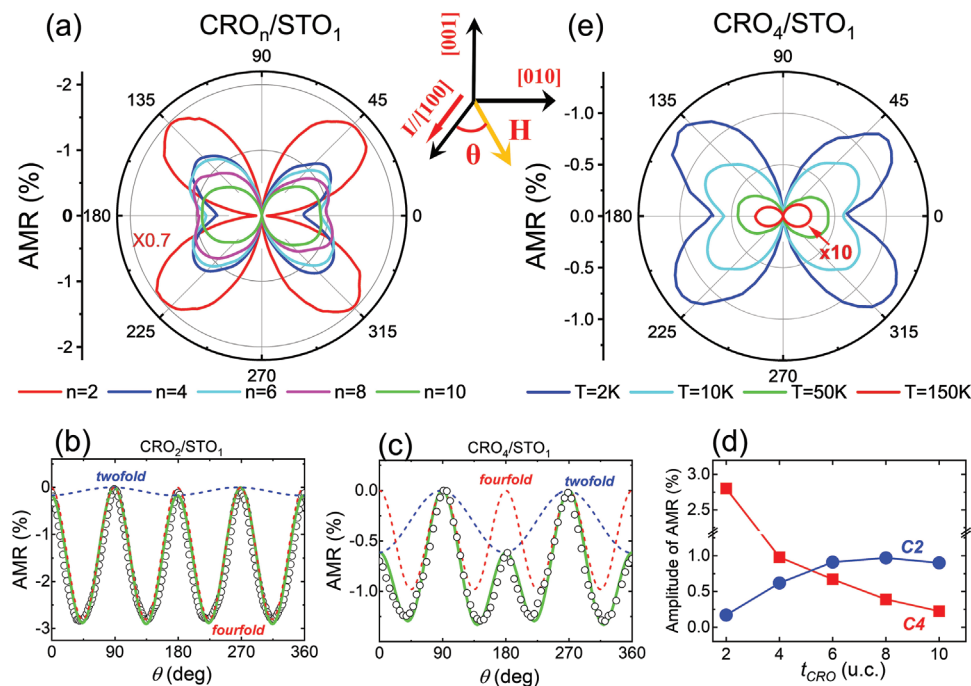 (a)
CROn/STO1
90
135
45
180
0
225
315
270
-2
-1
0
-1
-2
AMR (%)
X0.7
[001]
[010]
I//[100]
H
θ
(e)
CRO4/STO1
90
135
45
180
0
225
315
270
-1.0
-0.5
0.0
-0.5
-1.0
AMR (%)
x10
n=2 n=4 n=6 n=8 n=10
T=2K T=10K T=50K T=150K
(b)
CRO2/STO1
twofold
fourfold
0
-1
-2
-3
AMR (%)
0 90 180 270 360
θ (deg)
(c)
CRO4/STO1
fourfold
twofold
0.0
-0.5
-1.0
AMR (%)
0 90 180 270 360
θ (deg)
(d)
3.0
2.5
1.0
0.5
0.0
Amplitude of AMR (%)
C2
C4
2 4 6 8 10
tCRO (u.c.)